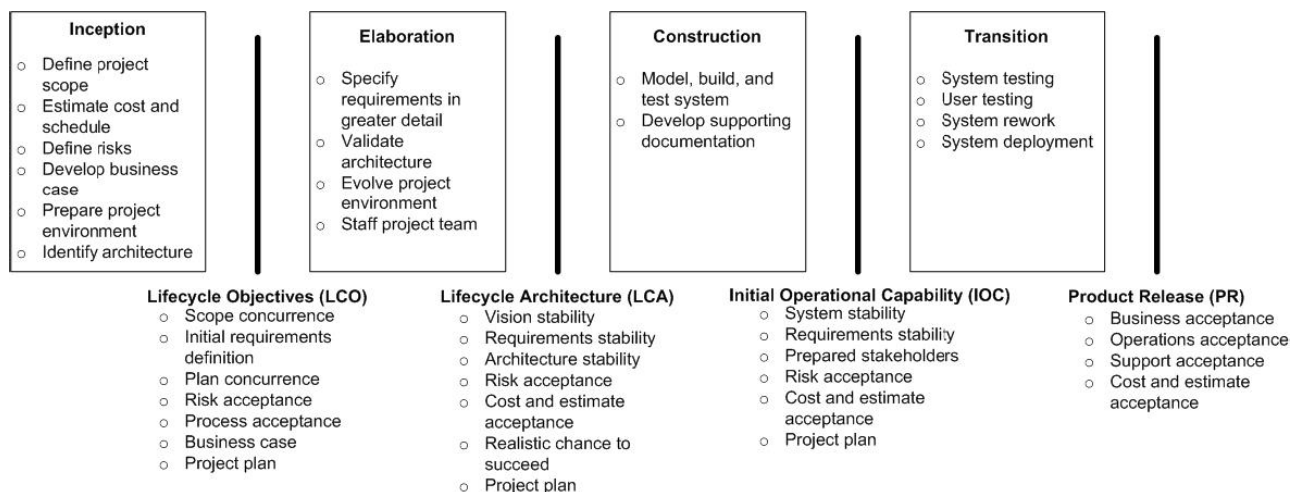 Inception
○ Define project
scope
○ Estimate cost and
schedule
○ Define risks
○ Develop business
case
○ Prepare project
environment
○ Identify architecture
Elaboration
○ Specify
requirements in
greater detail
○ Validate
architecture
○ Evolve project
environment
○ Staff project team
Construction
○ Model, build, and
test system
○ Develop supporting
documentation
Transition
○ System testing
○ User testing
○ System rework
○ System deployment
Lifecycle Objectives (LCO)
○ Scope concurrence
○ Initial requirements
definition
○ Plan concurrence
○ Risk acceptance
○ Process acceptance
○ Business case
○ Project plan
Lifecycle Architecture (LCA)
○ Vision stability
○ Requirements stability
○ Architecture stability
○ Risk acceptance
○ Cost and estimate
acceptance
○ Realistic chance to
succeed
○ Project plan
Initial Operational Capability (IOC)
○ System stability
○ Requirements stability
○ Prepared stakeholders
○ Risk acceptance
○ Cost and estimate
acceptance
○ Project plan
Product Release (PR)
○ Business acceptance
○ Operations acceptance
○ Support acceptance
○ Cost and estimate
acceptance